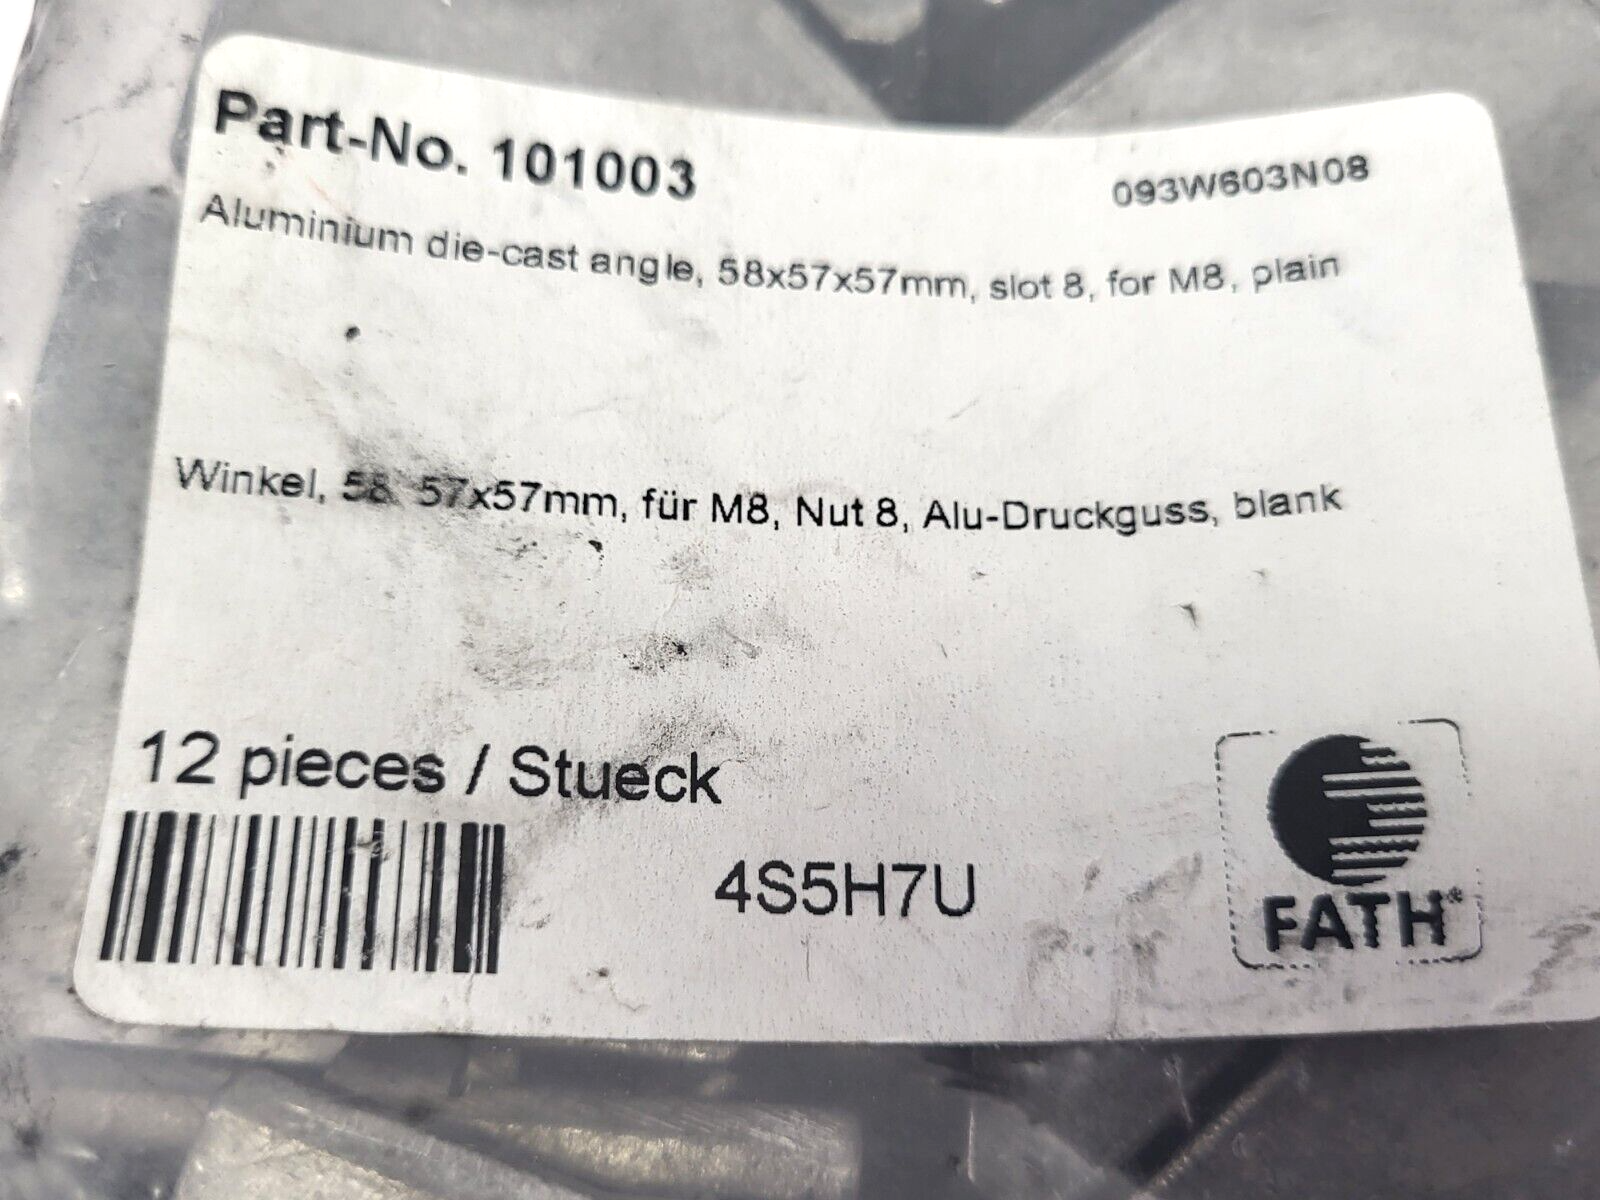 Part-No. 101003
093W603N08
Aluminium die-cast angle, 58x57x57mm, slot 8, for M8, plain
Winkel, 58 57x57mm, für M8, Nut 8, Alu-Druckguss, blank
12 pieces / Stueck
4S5H7U
FATH®